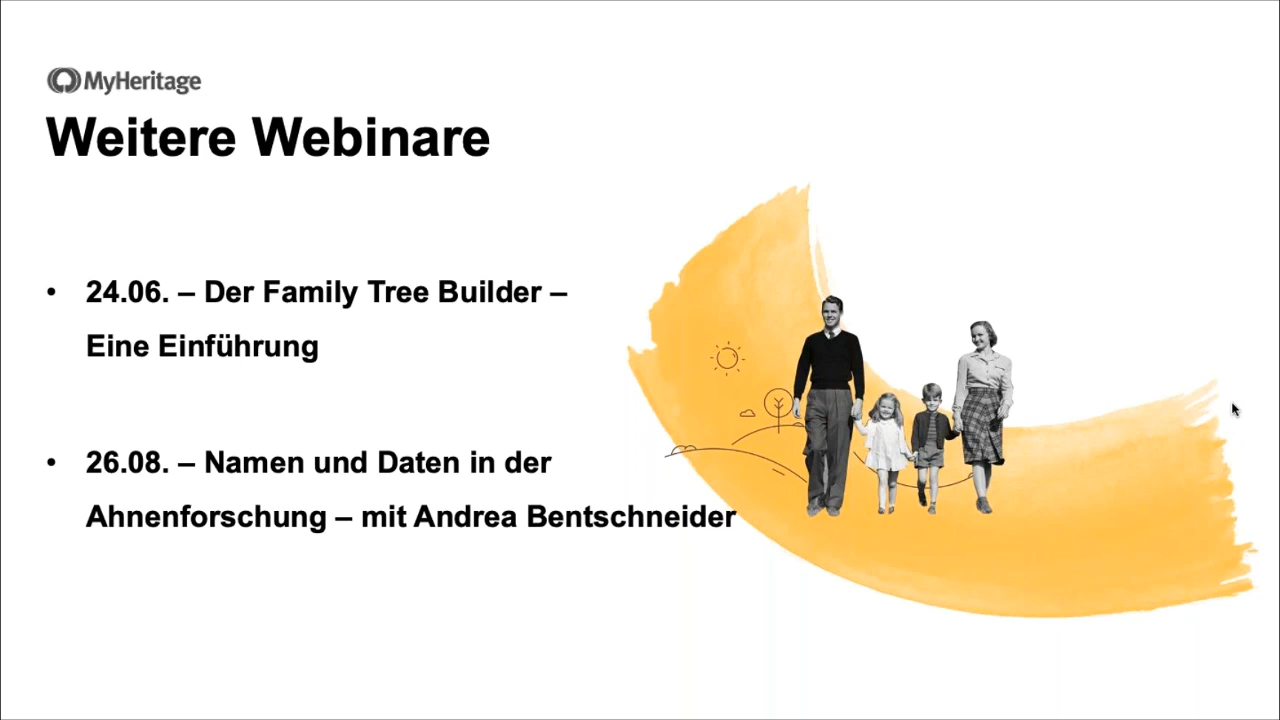 MyHeritage
Weitere Webinare
• 24.06. – Der Family Tree Builder –
Eine Einführung
• 26.08. – Namen und Daten in der
Ahnenforschung – mit Andrea Bentschneider